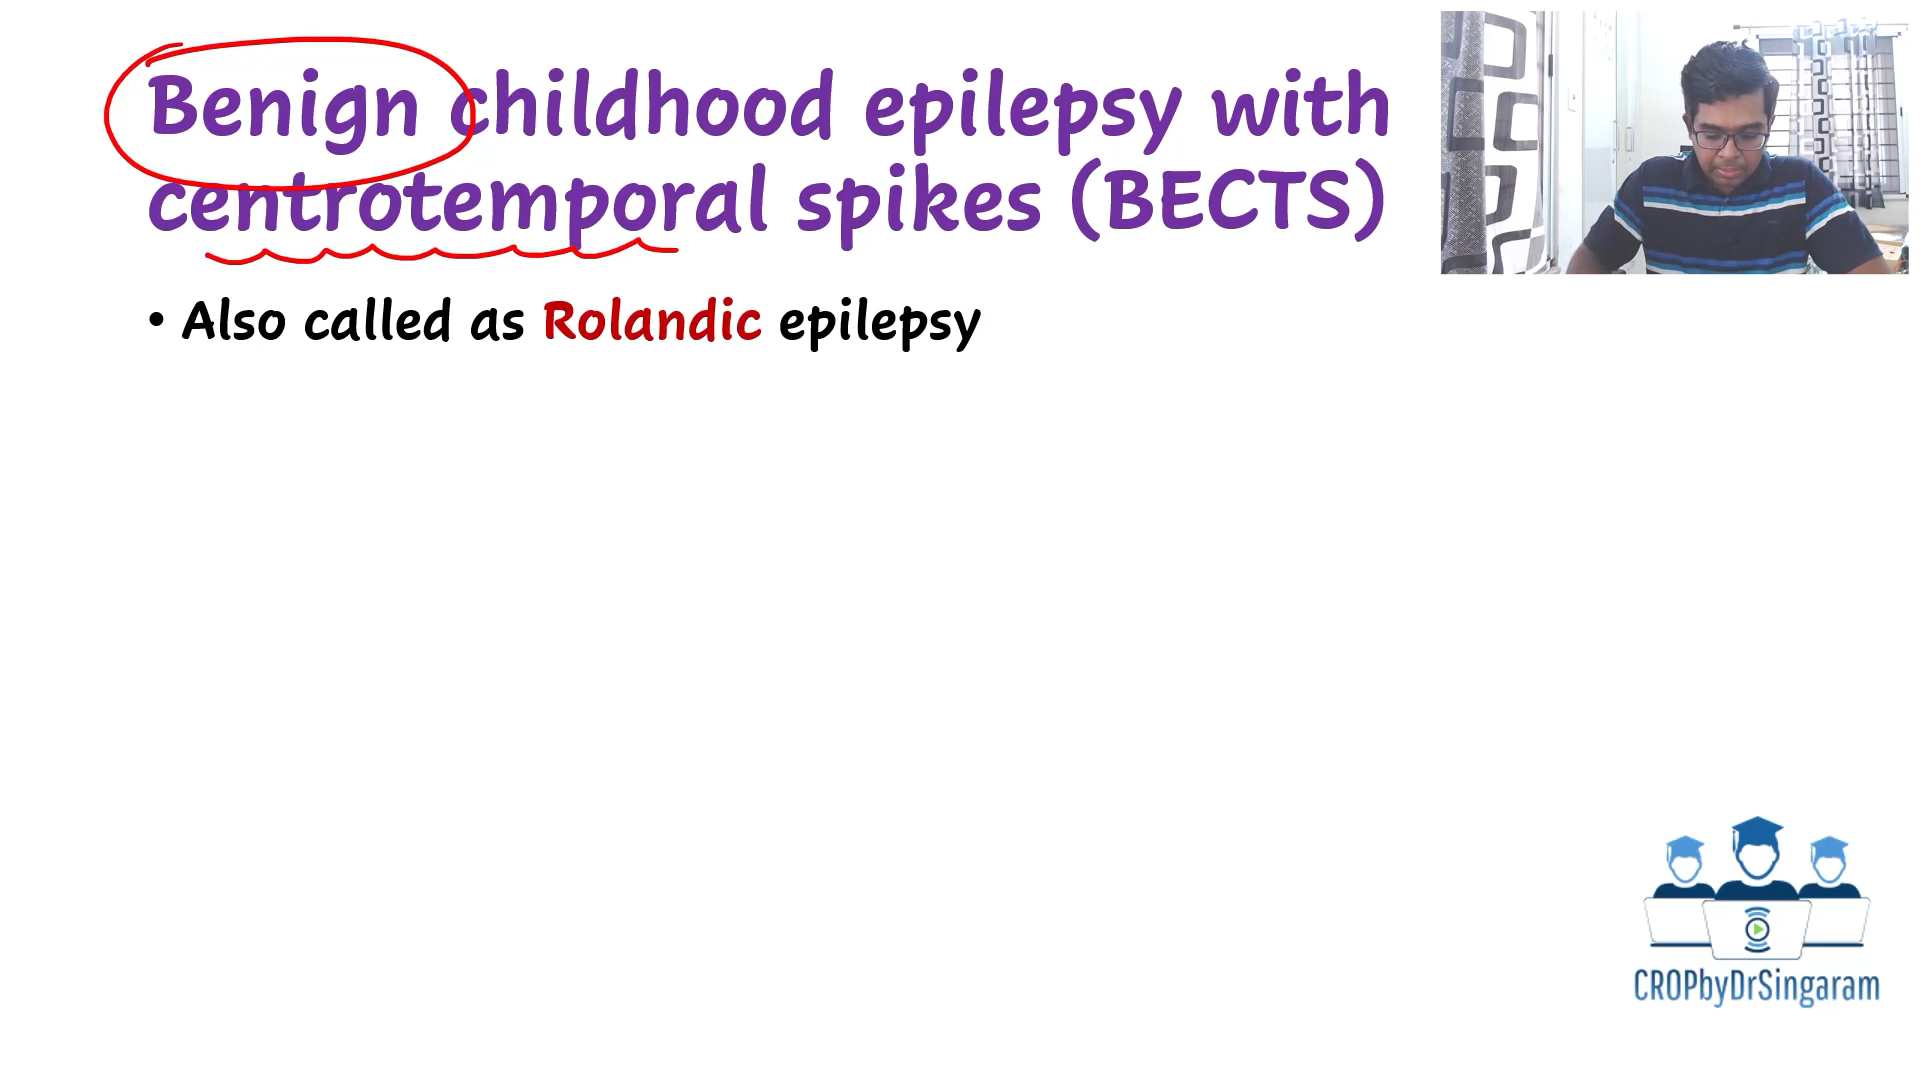 Benign childhood epilepsy with
centrotemporal spikes (BECTS)
• Also called as Rolandic epilepsy
CROPbyDrSingaram